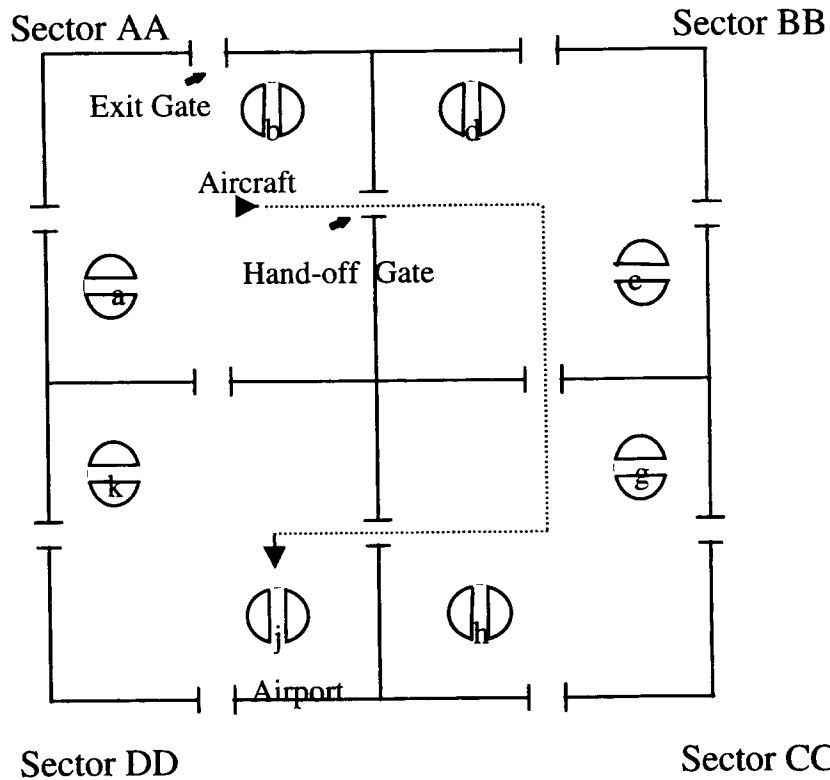 Sector AA
Sector BB
Exit Gate
b
d
Aircraft
a
Hand-off Gate
e
k
g
j
h
Airport
Sector DD
Sector CC